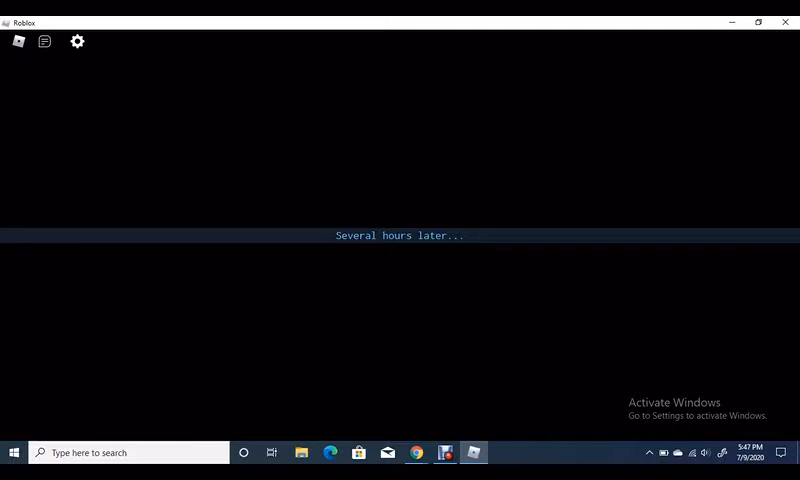 Roblox
Several hours later...
Activate Windows
Go to Settings to activate Windows.
Type here to search
5:47 PM
7/9/2020